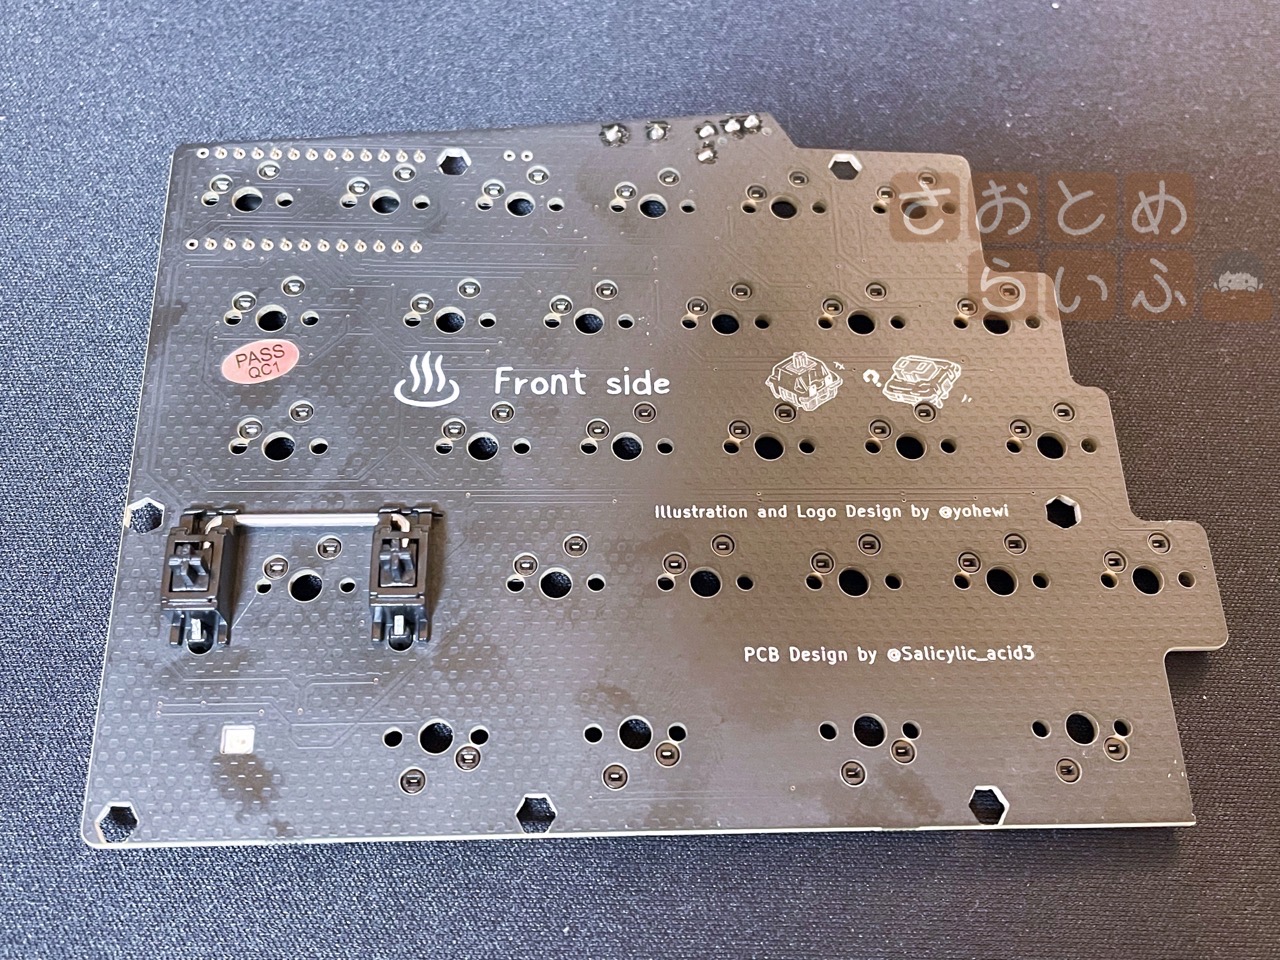 さおとめ
らいふ
PASS
QC1
Front side
Illustration and Logo Design by @yohewi
PCB Design by @Salicylic_acid3